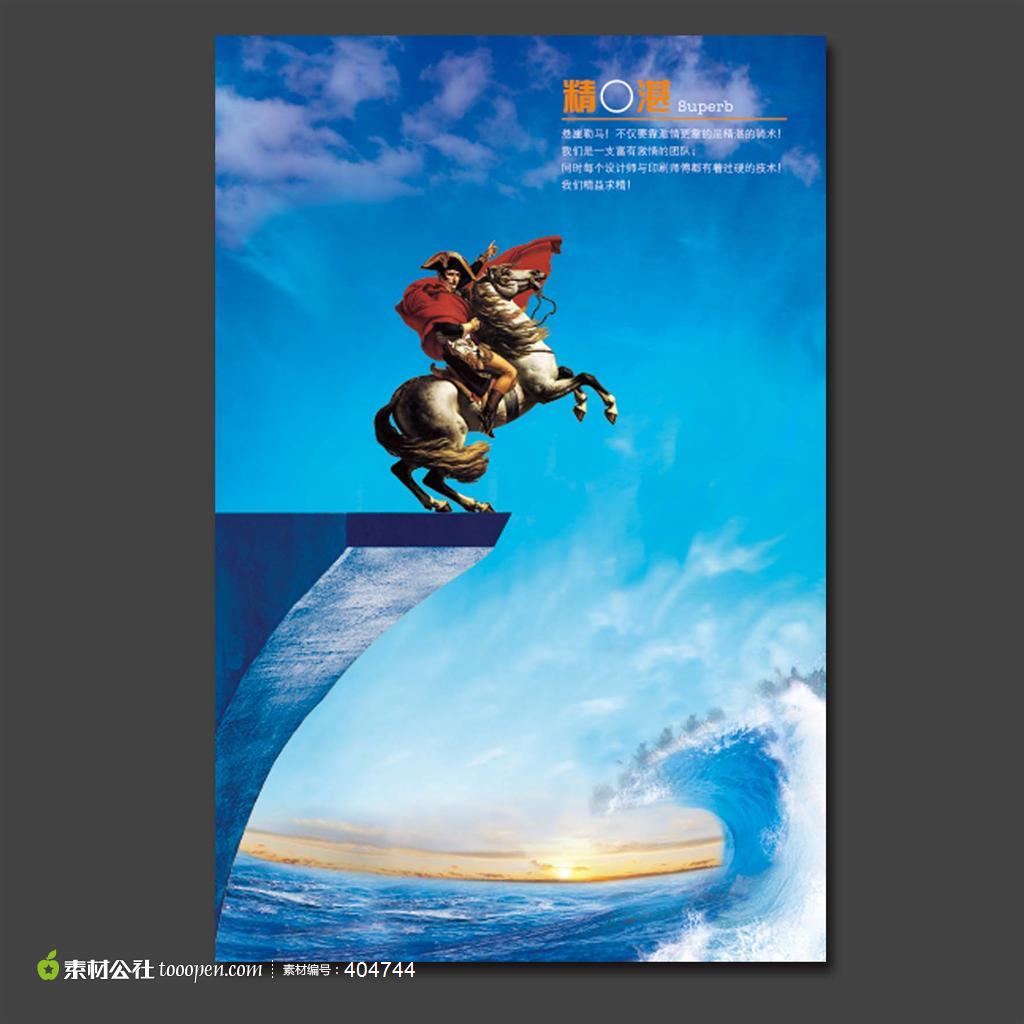 精〇湛 Superb
悬崖勒马！不仅要靠激情更靠的是精湛的骑术！
我们是一支富有激情的团队；
同时每个设计师与印刷师傅都有着过硬的技术！
我们精益求精！
素材公社 tooopen.com 素材编号：404744